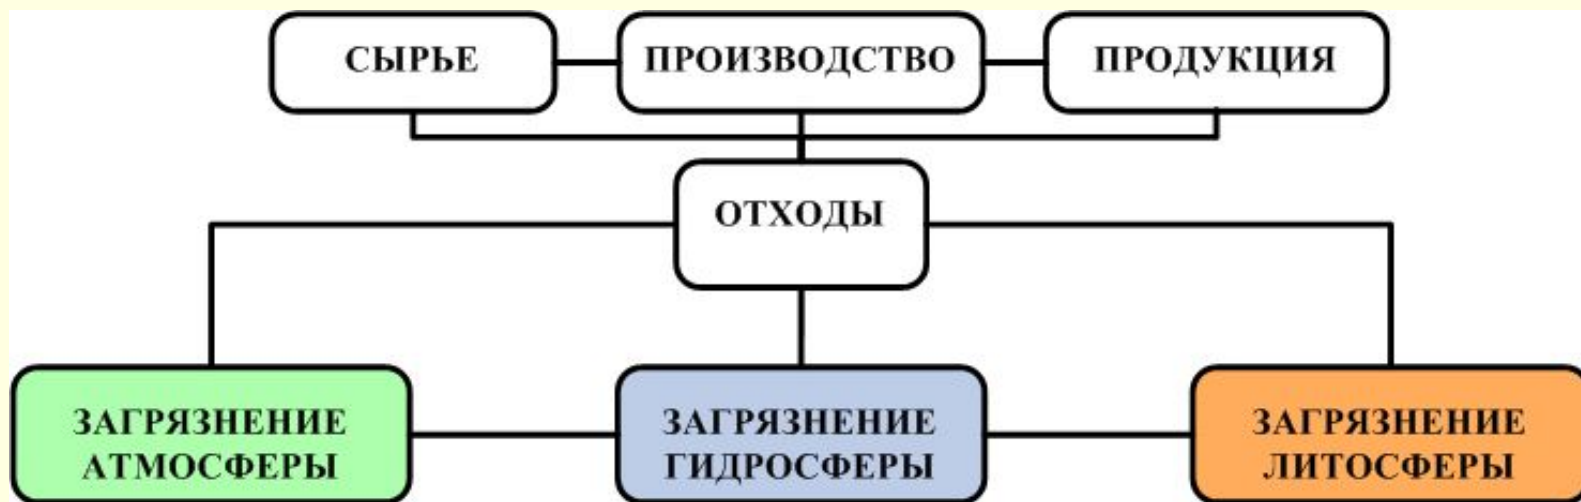 СЫРЬЕ
ПРОИЗВОДСТВО
ПРОДУКЦИЯ
ОТХОДЫ
ЗАГРЯЗНЕНИЕ
АТМОСФЕРЫ
ЗАГРЯЗНЕНИЕ
ГИДРОСФЕРЫ
ЗАГРЯЗНЕНИЕ
ЛИТОСФЕРЫ